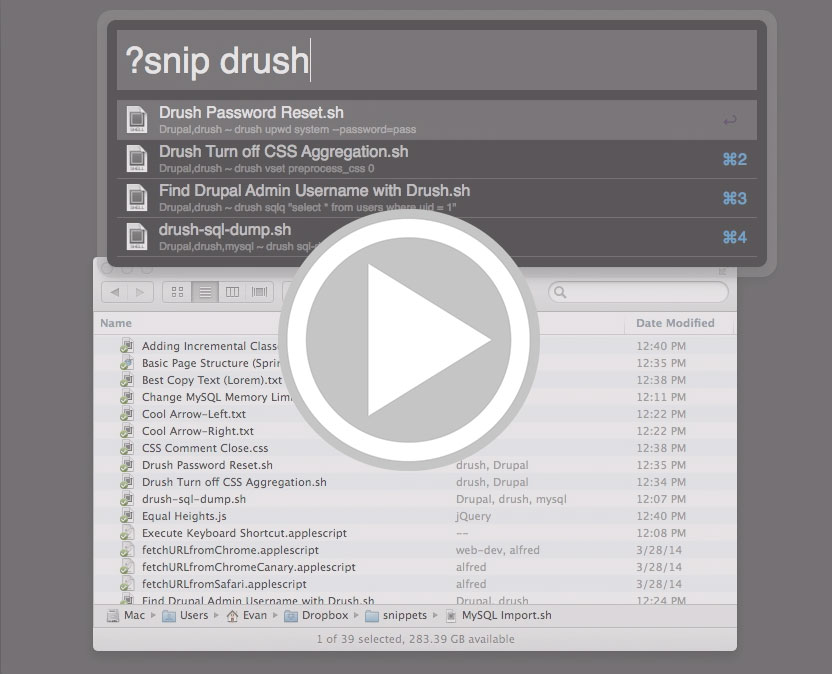 ?snip drush
Drush Password Reset.sh
Drupal,drush ~ drush upwd system --password=pass
Drush Turn off CSS Aggregation.sh
⌘2
Drupal,drush ~ drush vset preprocess_css 0
Find Drupal Admin Username with Drush.sh
⌘3
Drupal,drush ~ drush sqlq "select * from users where uid = 1"
drush-sql-dump.sh
⌘4
Drupal,drush,mysql ~ drush
Name Date Modified
Adding Incremental 12:40 PM
Basic Page Structure 12:35 PM
Best Copy Text (Lorem).txt 12:38 PM
Change MySQL Memory 12:11 PM
Cool Arrow-Left.txt 12:22 PM
Cool Arrow-Right.txt 12:22 PM
CSS Comment Close.css 12:38 PM
Drush Password Reset.sh drush, Drupal 12:35 PM
Drush Turn off CSS Aggregation.sh drush, Drupal 12:34 PM
drush-sql-dump.sh Drupal, drush, mysql 12:07 PM
Equal Heights.js jQuery 12:40 PM
Execute Keyboard Shortcut.applescript -- 12:08 PM
fetchURLfromChrome.applescript web-dev, alfred 3/28/14
fetchURLfromChromeCanary.applescript alfred 3/28/14
fetchURLfromSafari.applescript alfred 3/28/14
Find Drupal Admin Username with Drush.sh Drupal, drush 12:24 PM
Mac Users Evan Dropbox snippets MySQL Import.sh
1 of 39 selected, 283.39 GB available